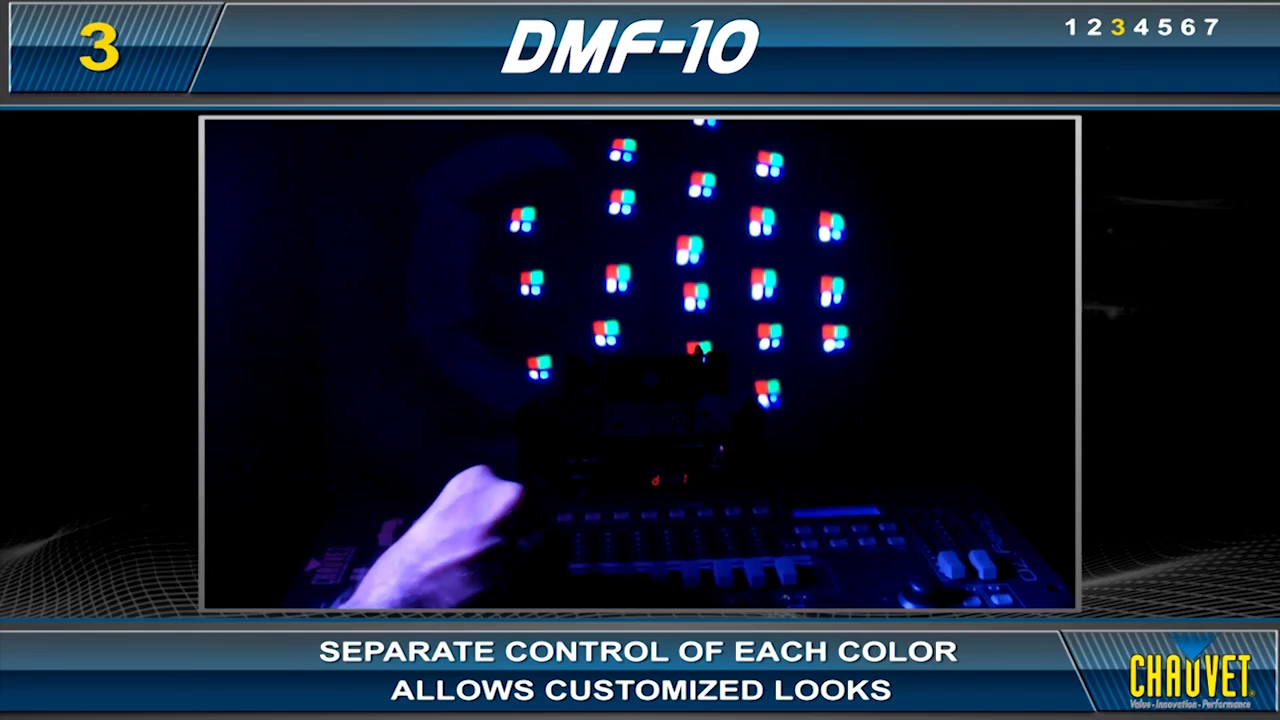 3
DMF-10
1 2 3 4 5 6 7
d 1
SEPARATE CONTROL OF EACH COLOR
ALLOWS CUSTOMIZED LOOKS
CHAUVET®
Value · Innovation · Performance